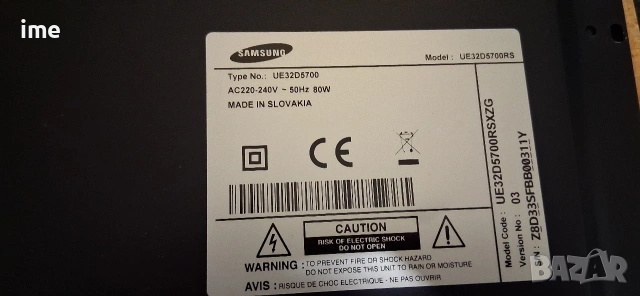 ime
SAMSUNG
Model : UE32D5700RS
Type No.: UE32D5700
AC220-240V ~ 50Hz 80W
MADE IN SLOVAKIA
CE
CAUTION
RISK OF ELECTRIC SHOCK
DO NOT OPEN
WARNING : TO PREVENT FIRE OR SHOCK HAZARD
DO NOT EXPOSE THIS UNIT TO RAIN OR MOISTURE
AVIS : RISQUE DE CHOC ELECTRIQUE - NE PAS OUVRIR
Model Code : UE32D5700RSXZG
Version No : 03
S/N : Z8D33SFBB00311Y
bazar